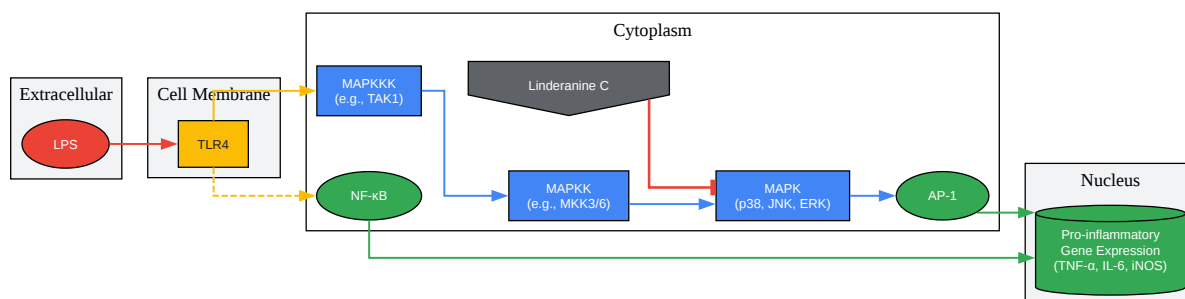 Extracellular
LPS
Cell Membrane
TLR4
Cytoplasm
MAPKKK
(e.g., TAK1)
Linderanine C
NF-κB
MAPKK
(e.g., MKK3/6)
MAPK
(p38, JNK, ERK)
AP-1
Nucleus
Pro-inflammatory
Gene Expression
(TNF-α, IL-6, iNOS)